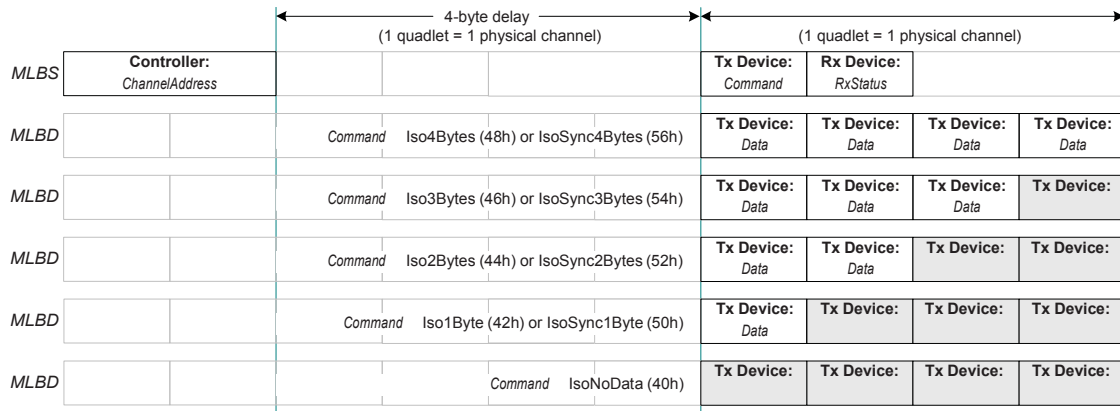 4-byte delay
(1 quadlet = 1 physical channel) (1 quadlet = 1 physical channel)
MLBS Controller: Tx Device: Rx Device:
ChannelAddress Command RxStatus
MLBD Command Iso4Bytes (48h) or IsoSync4Bytes (56h) Tx Device: Tx Device: Tx Device: Tx Device:
Data Data Data Data
MLBD Command Iso3Bytes (46h) or IsoSync3Bytes (54h) Tx Device: Tx Device: Tx Device: Tx Device:
Data Data Data
MLBD Command Iso2Bytes (44h) or IsoSync2Bytes (52h) Tx Device: Tx Device: Tx Device: Tx Device:
Data Data
MLBD Command Iso1Byte (42h) or IsoSync1Byte (50h) Tx Device: Tx Device: Tx Device: Tx Device:
Data
MLBD Command IsoNoData (40h) Tx Device: Tx Device: Tx Device: Tx Device: